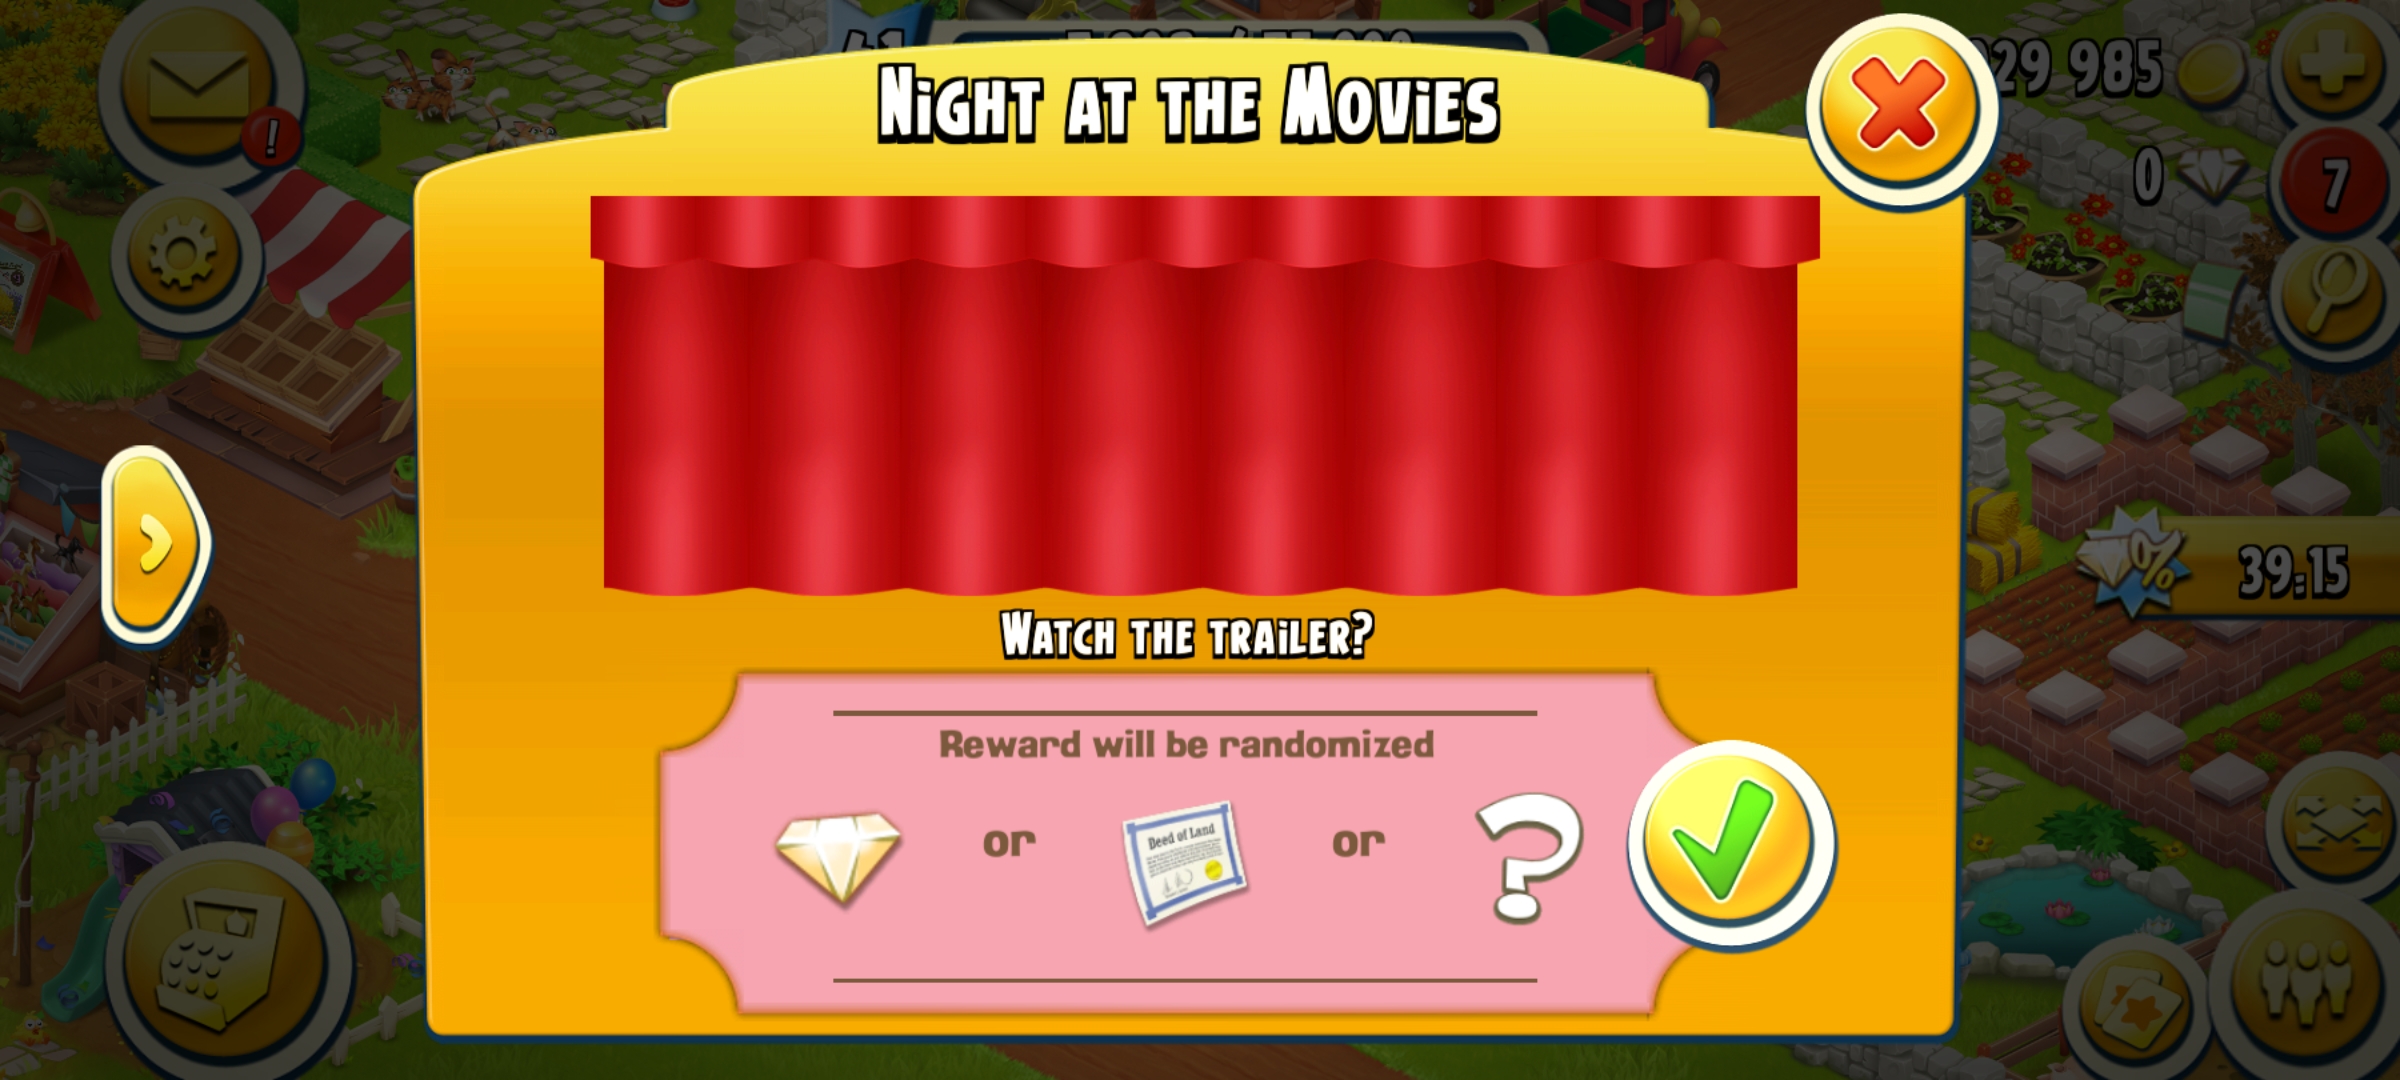 Night at the Movies
29 985
0
7
!
39:15
Watch the trailer?
Reward will be randomized
or
Deed of Land
or
?